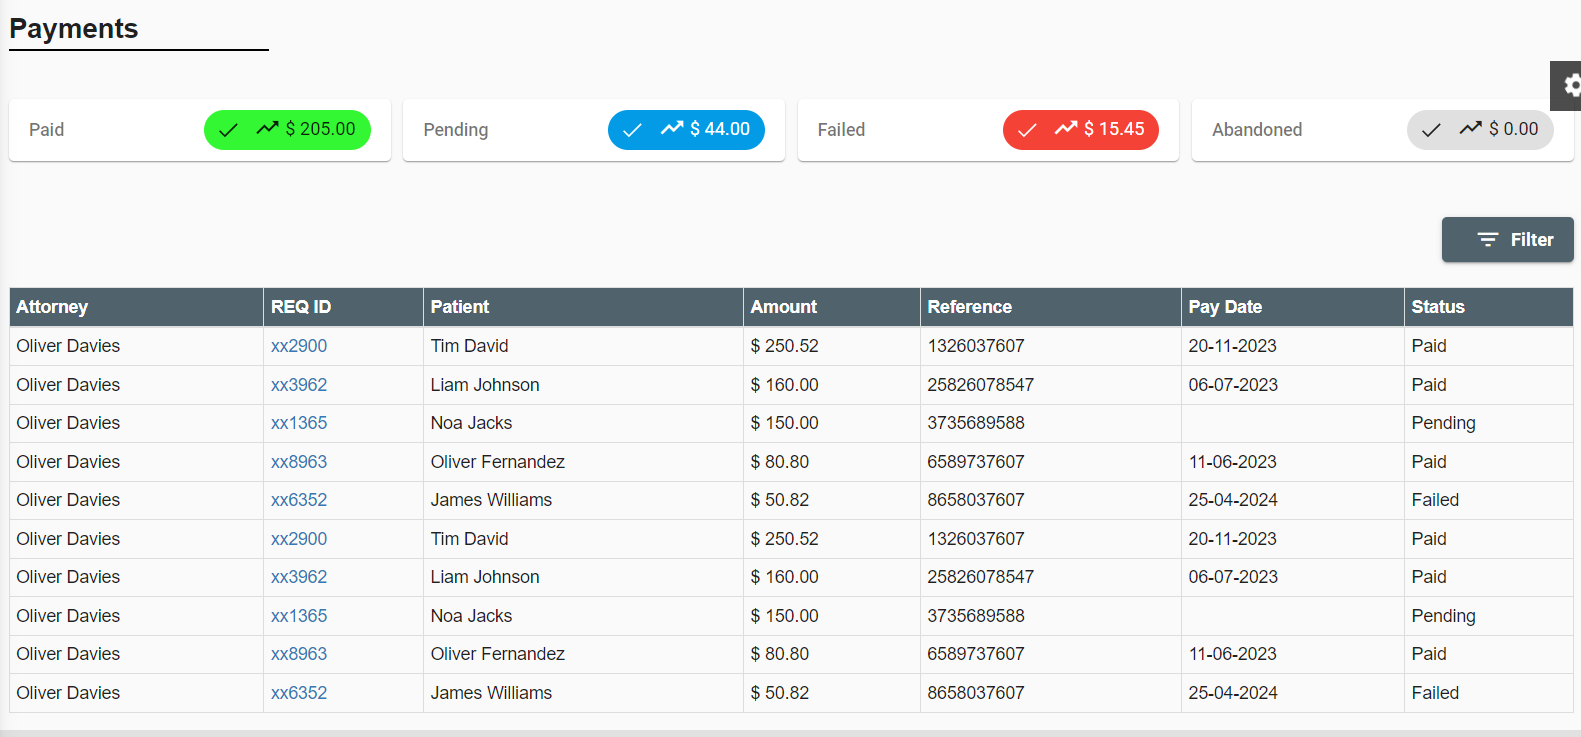 Payments
Paid $ 205.00 Pending $ 44.00 Failed $ 15.45 Abandoned $ 0.00
Filter
Attorney REQ ID Patient Amount Reference Pay Date Status
Oliver Davies xx2900 Tim David $ 250.52 1326037607 20-11-2023 Paid
Oliver Davies xx3962 Liam Johnson $ 160.00 25826078547 06-07-2023 Paid
Oliver Davies xx1365 Noa Jacks $ 150.00 3735689588 Pending
Oliver Davies xx8963 Oliver Fernandez $ 80.80 6589737607 11-06-2023 Paid
Oliver Davies xx6352 James Williams $ 50.82 8658037607 25-04-2024 Failed
Oliver Davies xx2900 Tim David $ 250.52 1326037607 20-11-2023 Paid
Oliver Davies xx3962 Liam Johnson $ 160.00 25826078547 06-07-2023 Paid
Oliver Davies xx1365 Noa Jacks $ 150.00 3735689588 Pending
Oliver Davies xx8963 Oliver Fernandez $ 80.80 6589737607 11-06-2023 Paid
Oliver Davies xx6352 James Williams $ 50.82 8658037607 25-04-2024 Failed